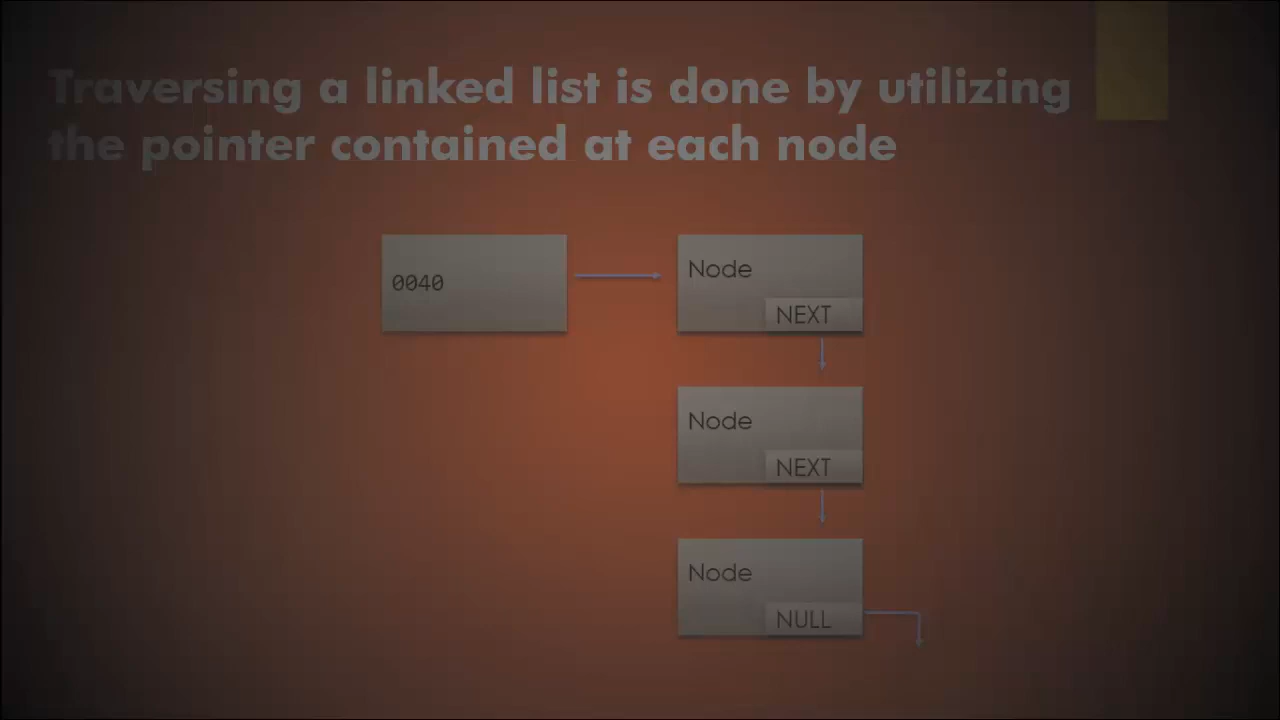 Traversing a linked list is done by utilizing
the pointer contained at each node
0040
Node
NEXT
Node
NEXT
Node
NULL